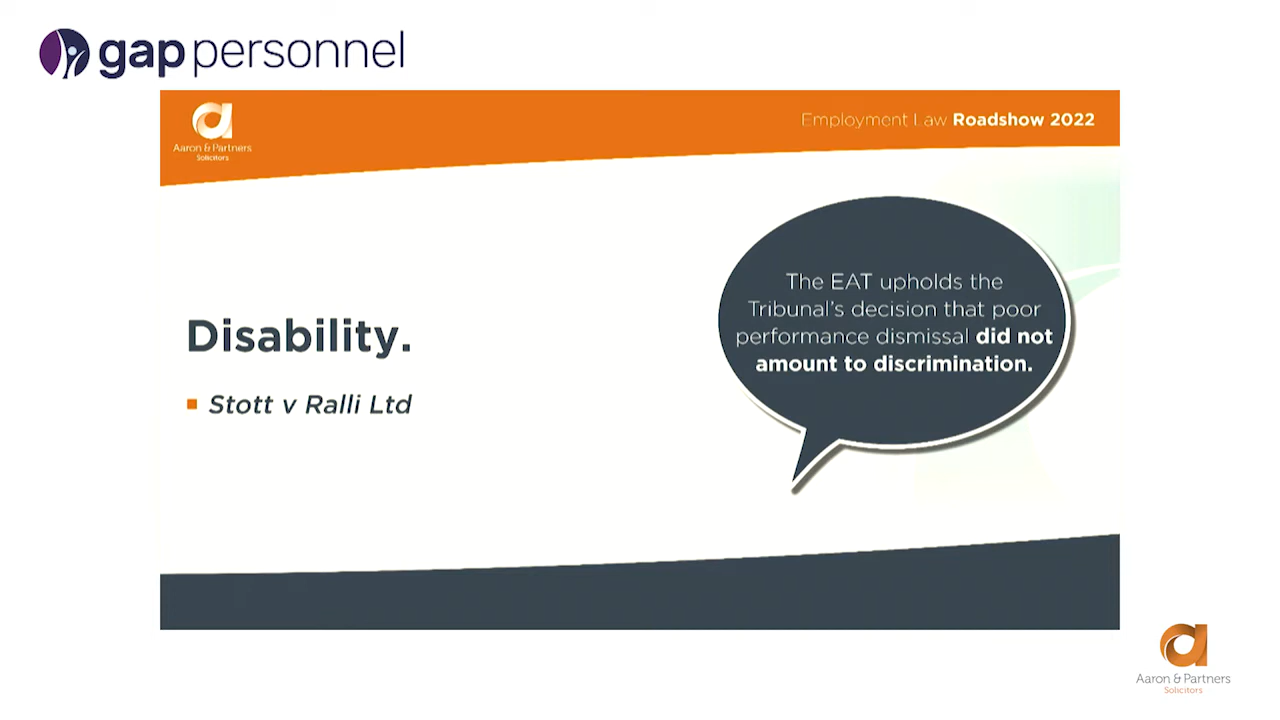 gap personnel
Aaron & Partners
Solicitors
Employment Law Roadshow 2022
Disability.
Stott v Ralli Ltd
The EAT upholds the
Tribunal's decision that poor
performance dismissal did not
amount to discrimination.
Aaron & Partners
Solicitors